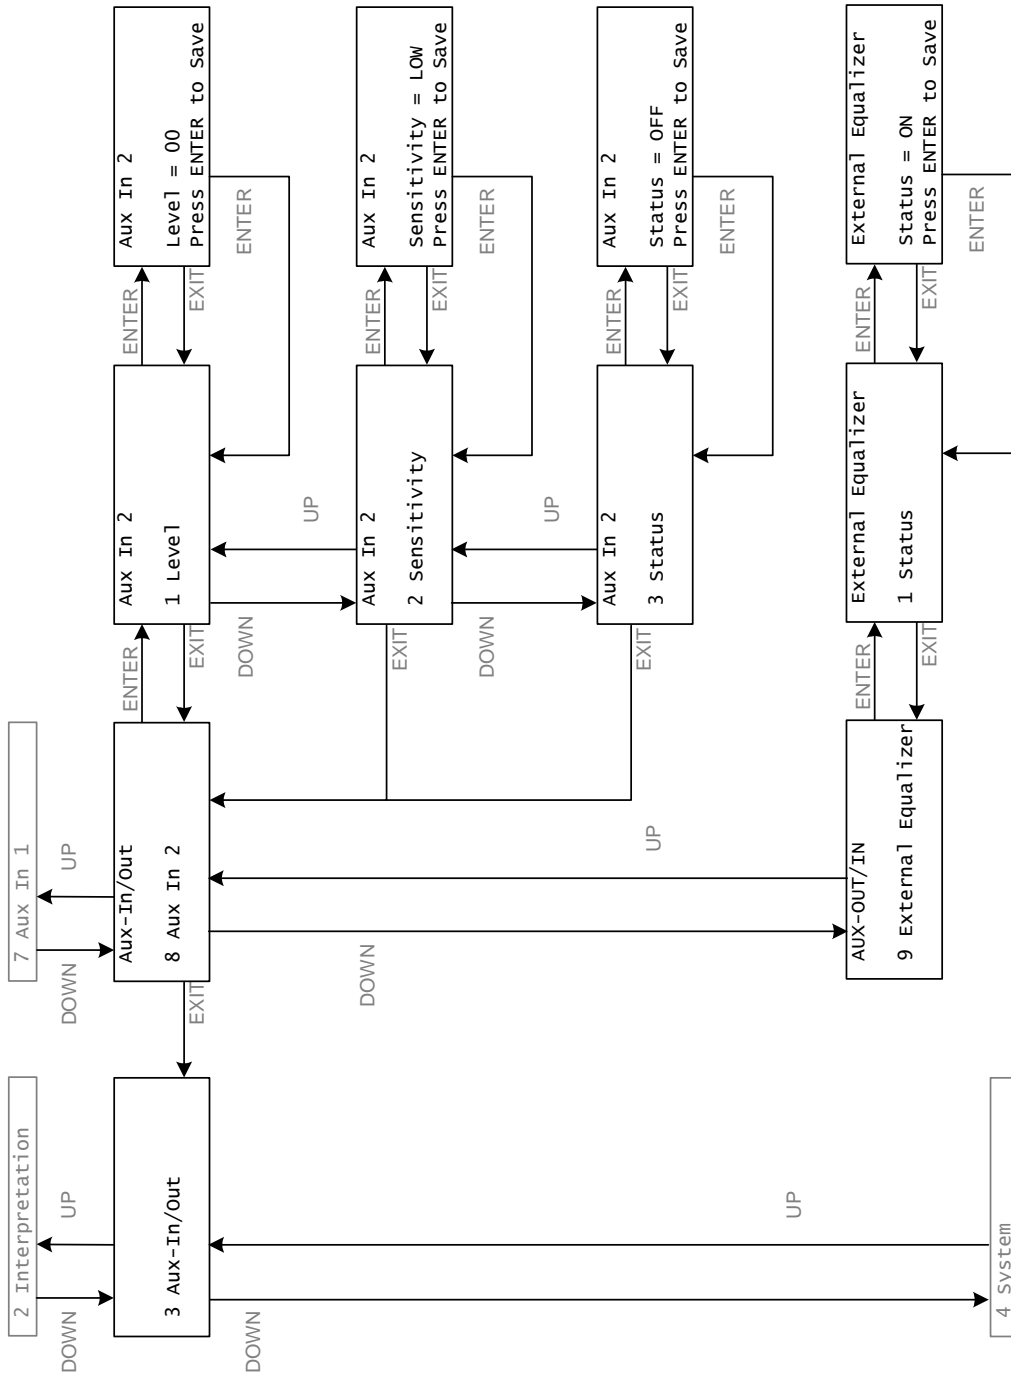 2 Interpretation
7 Aux In 1
DOWN
UP
DOWN
UP
3 Aux-In/Out
Aux-In/Out
8 Aux In 2
ENTER
Aux In 2
1 Level
ENTER
Aux In 2
Level = 00
Press ENTER to Save
EXIT
EXIT
EXIT
DOWN
DOWN
ENTER
UP
DOWN
Aux In 2
2 Sensitivity
ENTER
Aux In 2
Sensitivity = LOW
Press ENTER to Save
EXIT
EXIT
DOWN
ENTER
UP
Aux In 2
3 Status
ENTER
Aux In 2
Status = OFF
Press ENTER to Save
EXIT
EXIT
UP
ENTER
UP
AUX-OUT/IN
9 External Equalizer
ENTER
External Equalizer
1 Status
ENTER
External Equalizer
Status = ON
Press ENTER to Save
EXIT
EXIT
ENTER
4 System